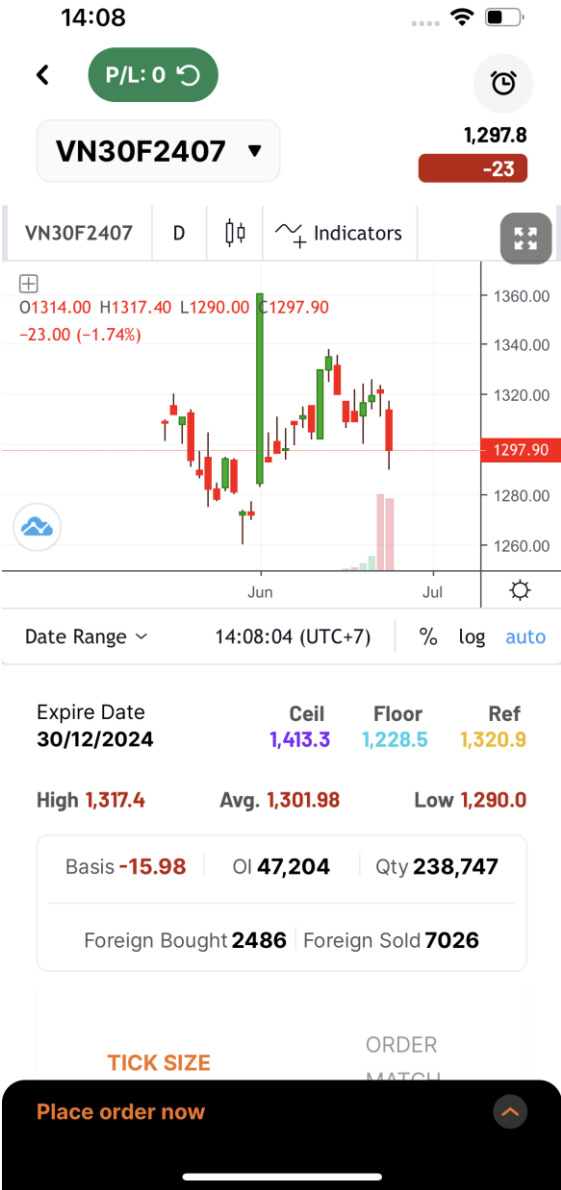 14:08
P/L: 0
VN30F2407 ▼
1,297.8
-23
VN30F2407 D Indicators
O1314.00 H1317.40 L1290.00 C1297.90
−23.00 (−1.74%)
1360.00
1340.00
1320.00
1297.90
1280.00
1260.00
Jun Jul
Date Range 14:08:04 (UTC+7) % log auto
Expire Date Ceil Floor Ref
30/12/2024 1,413.3 1,228.5 1,320.9
High 1,317.4 Avg. 1,301.98 Low 1,290.0
Basis -15.98 OI 47,204 Qty 238,747
Foreign Bought 2486 Foreign Sold 7026
TICK SIZE
ORDER
MATCH
Place order now